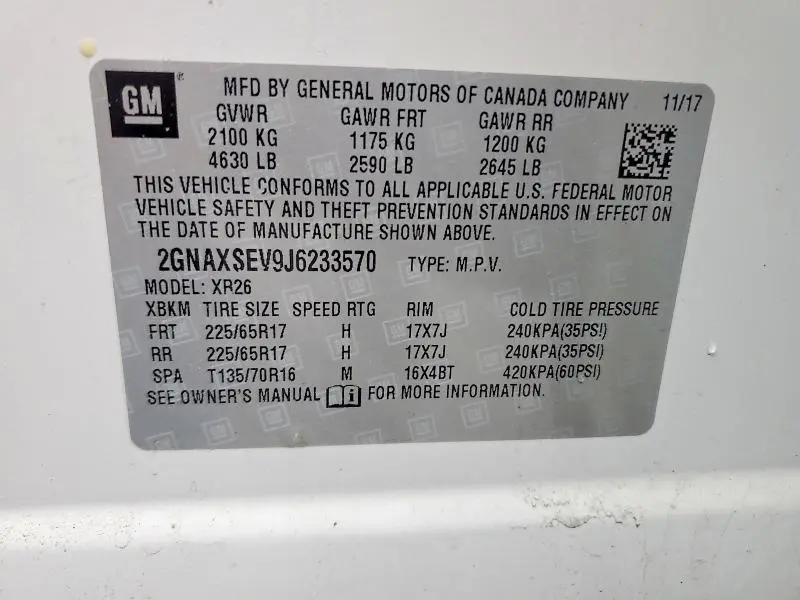 GM ® MFD BY GENERAL MOTORS OF CANADA COMPANY 11/17
GVWR GAWR FRT GAWR RR
2100 KG 1175 KG 1200 KG
4630 LB 2590 LB 2645 LB
THIS VEHICLE CONFORMS TO ALL APPLICABLE U.S. FEDERAL MOTOR
VEHICLE SAFETY AND THEFT PREVENTION STANDARDS IN EFFECT ON
THE DATE OF MANUFACTURE SHOWN ABOVE.
2GNAXSEV9J6233570 TYPE: M.P.V.
MODEL: XR26
XBKM TIRE SIZE SPEED RTG RIM COLD TIRE PRESSURE
FRT 225/65R17 H 17X7J 240KPA(35PSI)
RR 225/65R17 H 17X7J 240KPA(35PSI)
SPA T135/70R16 M 16X4BT 420KPA(60PSI)
SEE OWNER'S MANUAL i FOR MORE INFORMATION.